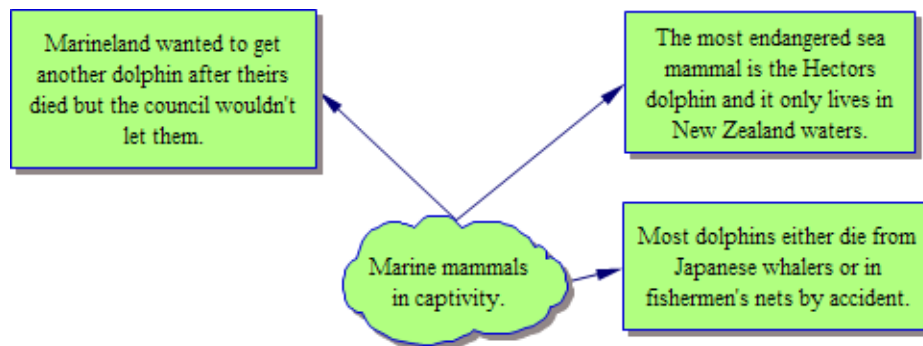 Marineland wanted to get
another dolphin after theirs
died but the council wouldn't
let them.
The most endangered sea
mammal is the Hectors
dolphin and it only lives in
New Zealand waters.
Marine mammals
in captivity.
Most dolphins either die from
Japanese whalers or in
fishermen's nets by accident.